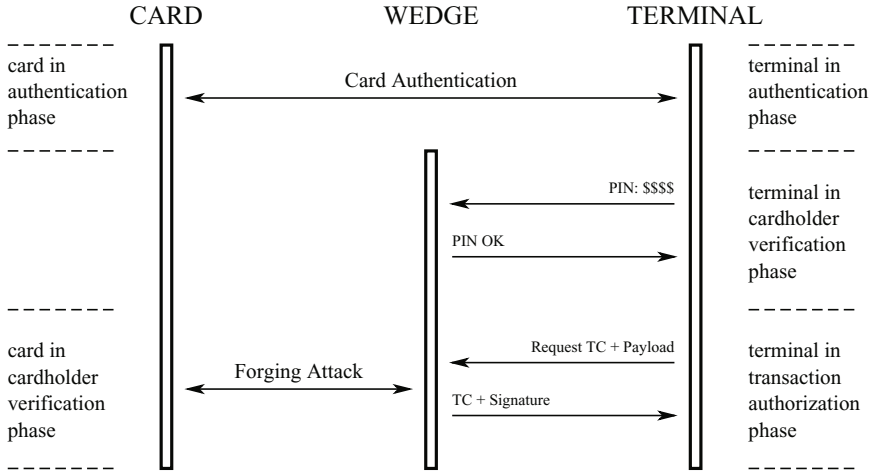 CARD
WEDGE
TERMINAL
card in
authentication
phase
Card Authentication
terminal in
authentication
phase
PIN: $$$$
PIN OK
terminal in
cardholder
verification
phase
card in
cardholder
verification
phase
Forging Attack
Request TC + Payload
TC + Signature
terminal in
transaction
authorization
phase